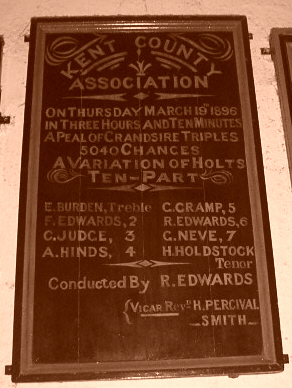 KENT COUNTY
ASSOCIATION
ON THURSDAY MARCH 19TH 1896
IN THREE HOURS AND TEN MINUTES
A PEAL OF GRANDSIRE TRIPLES
5040 CHANCES
A VARIATION OF HOLTS
TEN-PART
E. BURDEN, Treble C. CRAMP, 5
F. EDWARDS, 2 R. EDWARDS, 6
C. JUDGE, 3 G. NEVE, 7
A. HINDS, 4 H. HOLDSTOCK
Tenor
Conducted By R. EDWARDS
{VICAR REVD H. PERCIVAL
SMITH